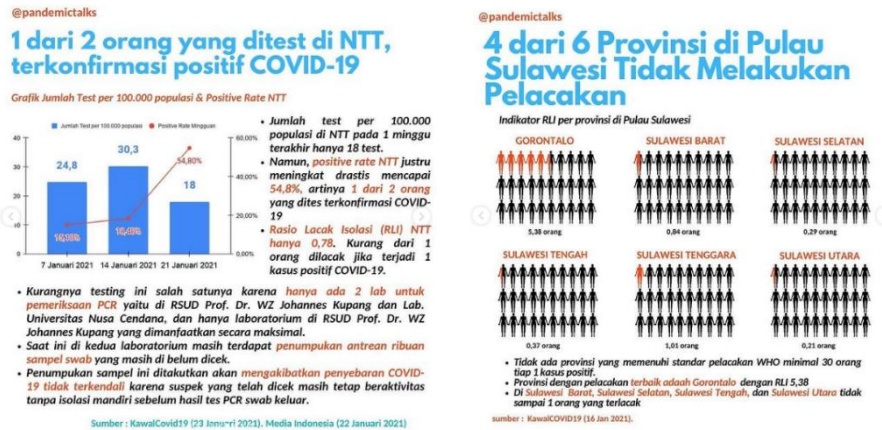 @pandemictalks
1 dari 2 orang yang ditest di NTT,
terkonfirmasi positif COVID-19
Grafik Jumlah Test per 100.000 populasi & Positive Rate NTT
Jumlah Test per 100.000 populasi
Positive Rate Mingguan
40
30
20
10
0
60,00%
40,00%
20,00%
0,00%
24,8
30,3
18
54,80%
7 Januari 2021
14 Januari 2021
21 Januari 2021
• Jumlah test per 100.000
populasi di NTT pada 1 minggu
terakhir hanya 18 test.
• Namun, positive rate NTT justru
meningkat drastis mencapai
54,8%, artinya 1 dari 2 orang
yang dites terkonfirmasi COVID-
19
• Rasio Lacak Isolasi (RLI) NTT
hanya 0,78. Kurang dari 1
orang dilacak jika terjadi 1
kasus positif COVID-19.
• Kurangnya testing ini salah satunya karena hanya ada 2 lab untuk
pemeriksaan PCR yaitu di RSUD Prof. Dr. WZ Johannes Kupang dan Lab.
Universitas Nusa Cendana, dan hanya laboratorium di RSUD Prof. Dr. WZ
Johannes Kupang yang dimanfaatkan secara maksimal.
• Saat ini di kedua laboratorium masih terdapat penumpukan antrean ribuan
sampel swab yang masih di belum dicek.
• Penumpukan sampel ini ditakutkan akan mengakibatkan penyebaran COVID-
19 tidak terkendali karena suspek yang telah dicek masih tetap beraktivitas
tanpa isolasi mandiri sebelum hasil tes PCR swab keluar.
Sumber : KawalCovid19 (23 Januari 2021), Media Indonesia (22 Januari 2021)
@pandemictalks
4 dari 6 Provinsi di Pulau
Sulawesi Tidak Melakukan
Pelacakan
Indikator RLI per provinsi di Pulau Sulawesi
GORONTALO
SULAWESI BARAT
SULAWESI SELATAN
5,38 orang
0,84 orang
0,29 orang
SULAWESI TENGAH
SULAWESI TENGGARA
SULAWESI UTARA
0,37 orang
1,01 orang
0,21 orang
• Tidak ada provinsi yang memenuhi standar pelacakan WHO minimal 30 orang
tiap 1 kasus positif.
• Provinsi dengan pelacakan terbaik adaah Gorontalo dengan RLI 5,38
• Di Sulawesi Barat, Sulawesi Selatan, Sulawesi Tengah, dan Sulawesi Utara tidak
sampai 1 orang yang terlacak
sumber : KawalCOVID19 (16 Jan 2021).